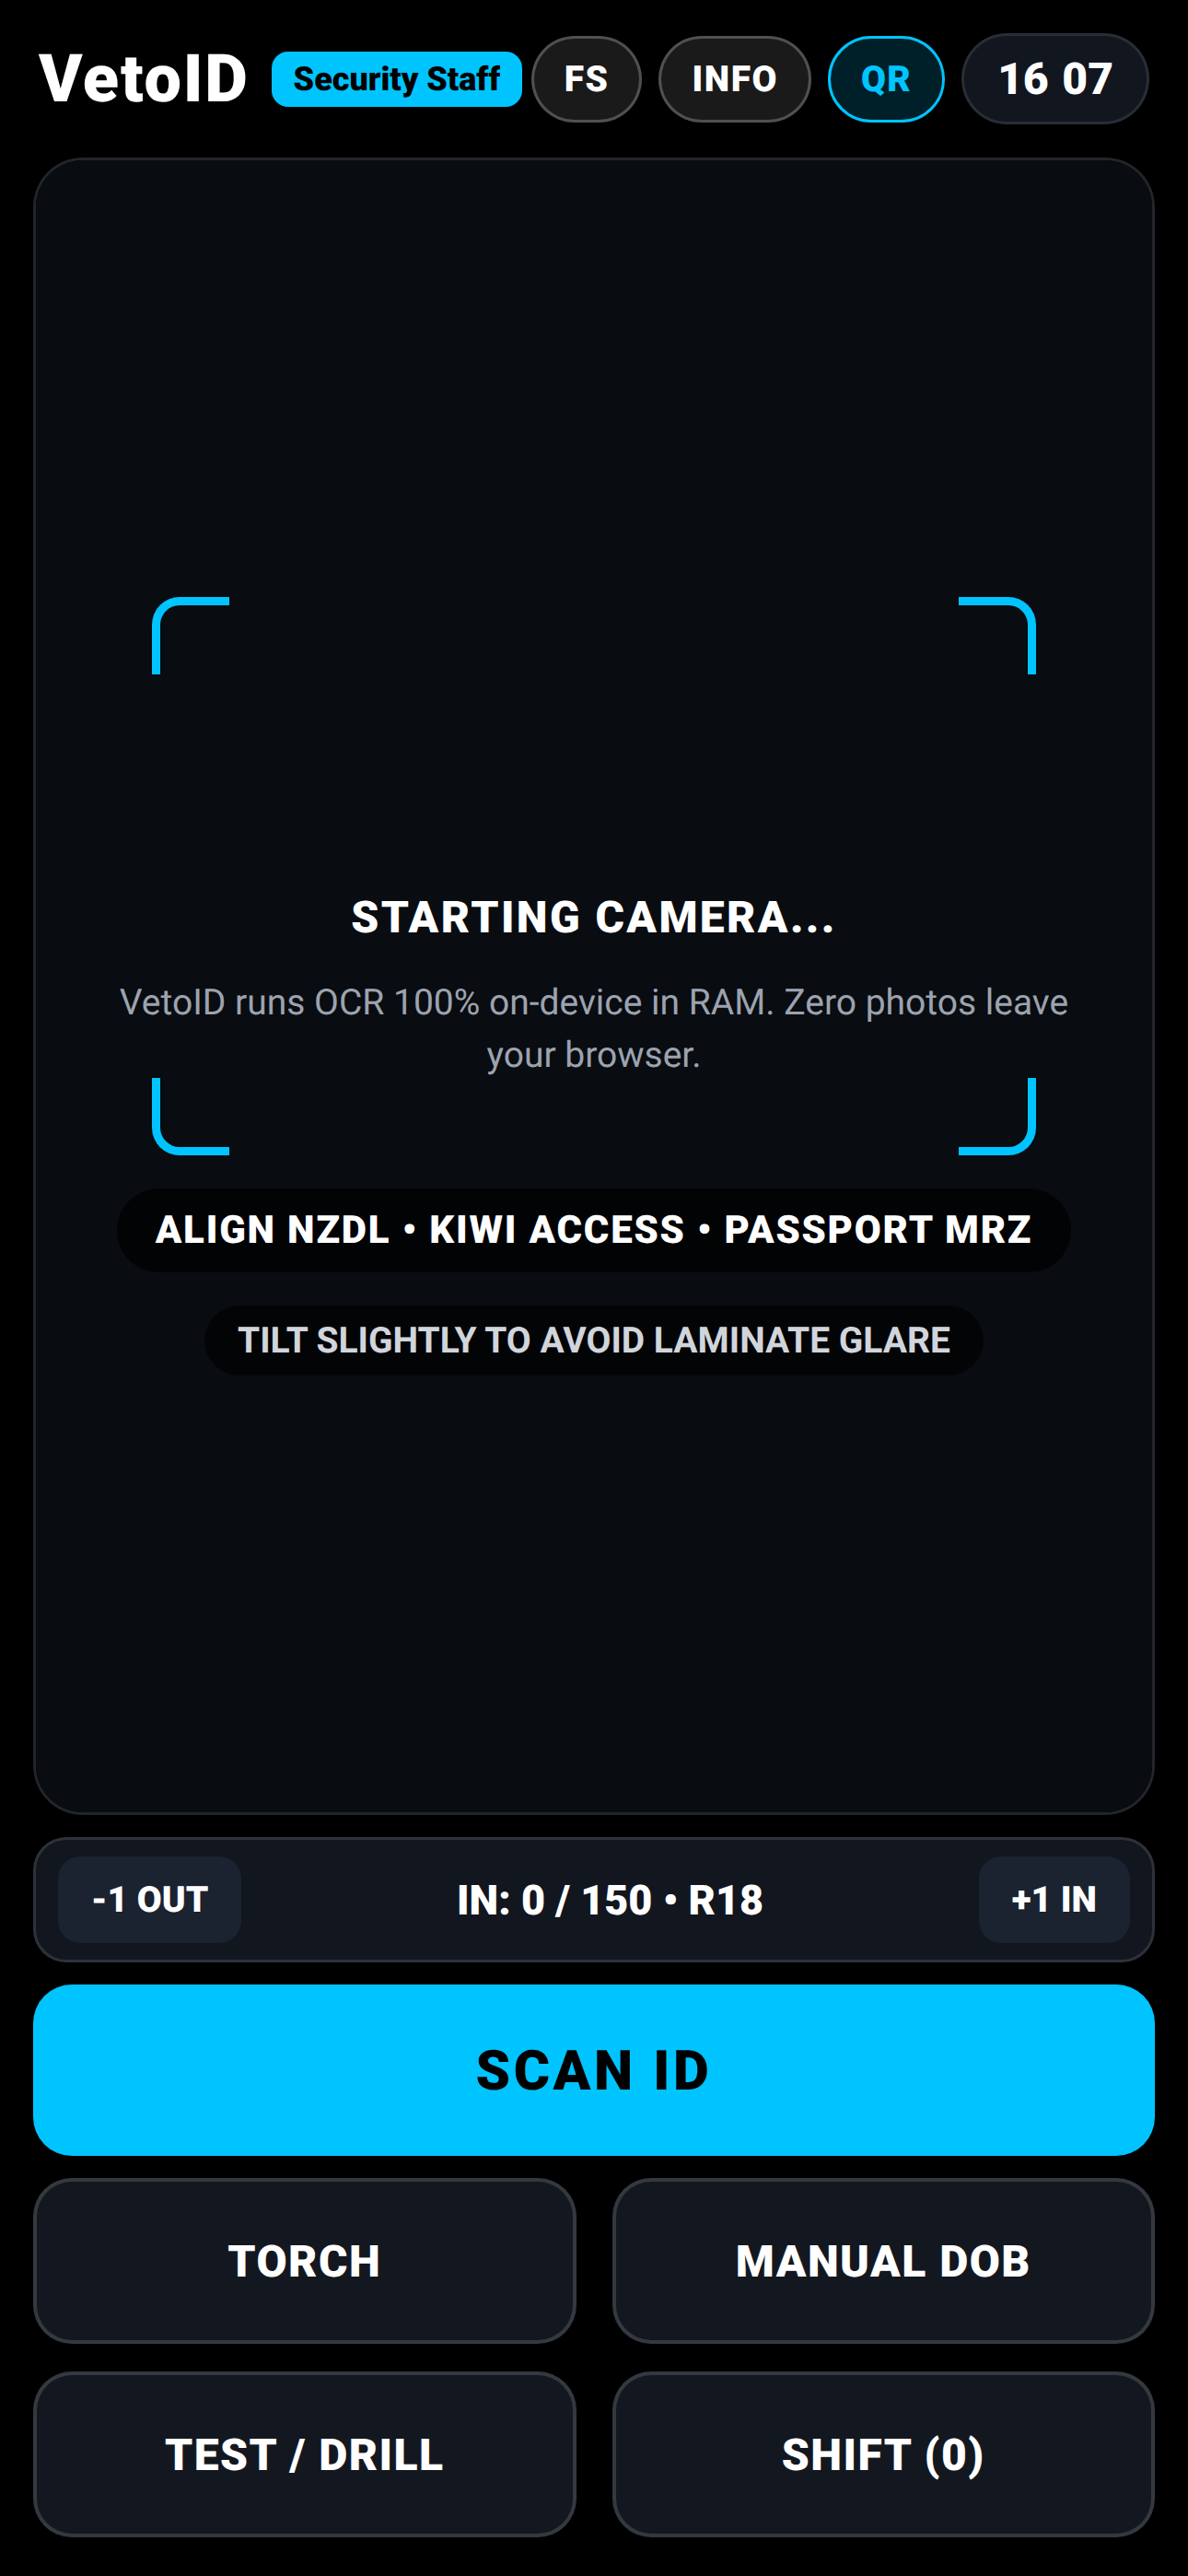 VetoID Security Staff FS INFO QR 16 07
STARTING CAMERA...
VetoID runs OCR 100% on-device in RAM. Zero photos leave
your browser.
ALIGN NZDL • KIWI ACCESS • PASSPORT MRZ
TILT SLIGHTLY TO AVOID LAMINATE GLARE
-1 OUT IN: 0 / 150 • R18 +1 IN
SCAN ID
TORCH MANUAL DOB
TEST / DRILL SHIFT (0)